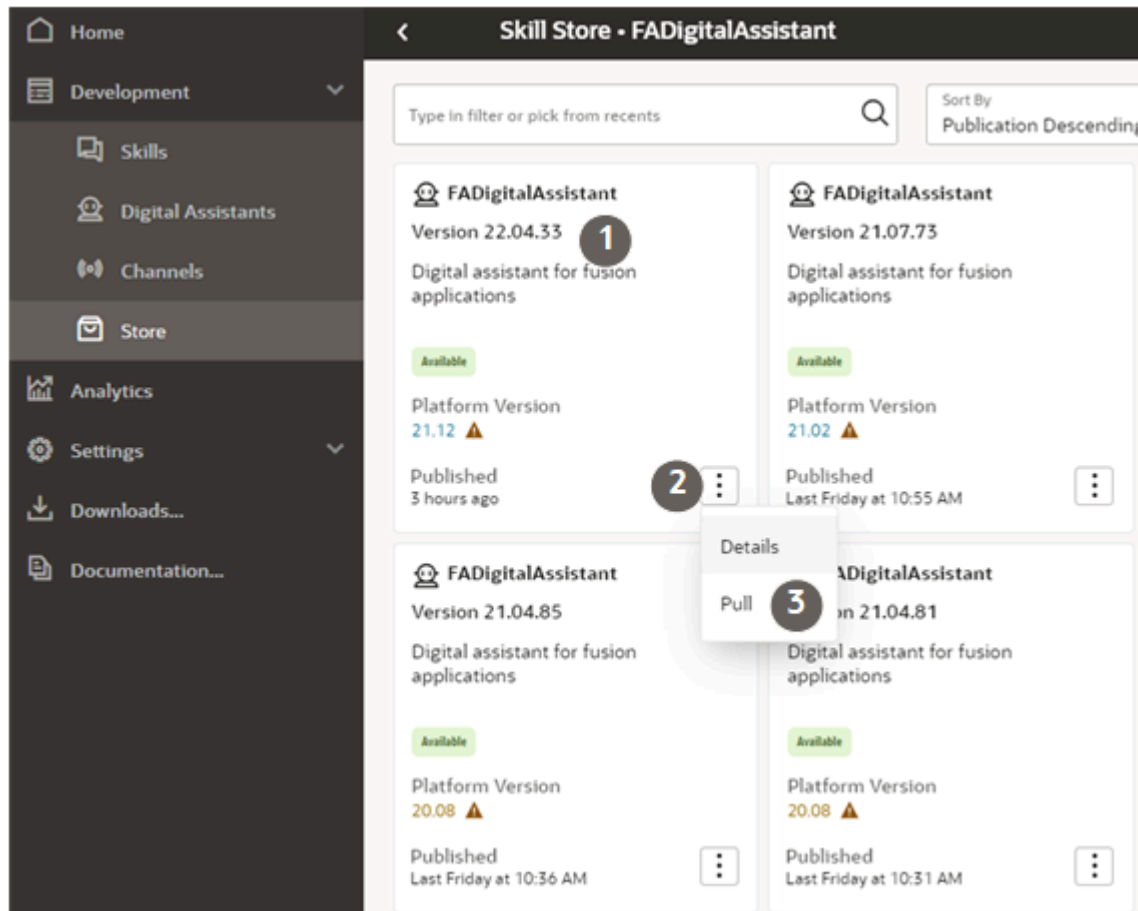 Home
Development
Skills
Digital Assistants
Channels
Store
Analytics
Settings
Downloads...
Documentation...
Skill Store - FADigitalAssistant
Type in filter or pick from recents
Sort By
Publication Descending
FADigitalAssistant
Version 22.04.33
1
Digital assistant for fusion
applications
Available
Platform Version
21.12
Published
3 hours ago
2
Details
Pull
3
FADigitalAssistant
Version 21.07.73
Digital assistant for fusion
applications
Available
Platform Version
21.02
Published
Last Friday at 10:55 AM
FADigitalAssistant
Version 21.04.85
Digital assistant for fusion
applications
Available
Platform Version
20.08
Published
Last Friday at 10:36 AM
ADigitalAssistant
on 21.04.81
Digital assistant for fusion
applications
Available
Platform Version
20.08
Published
Last Friday at 10:31 AM